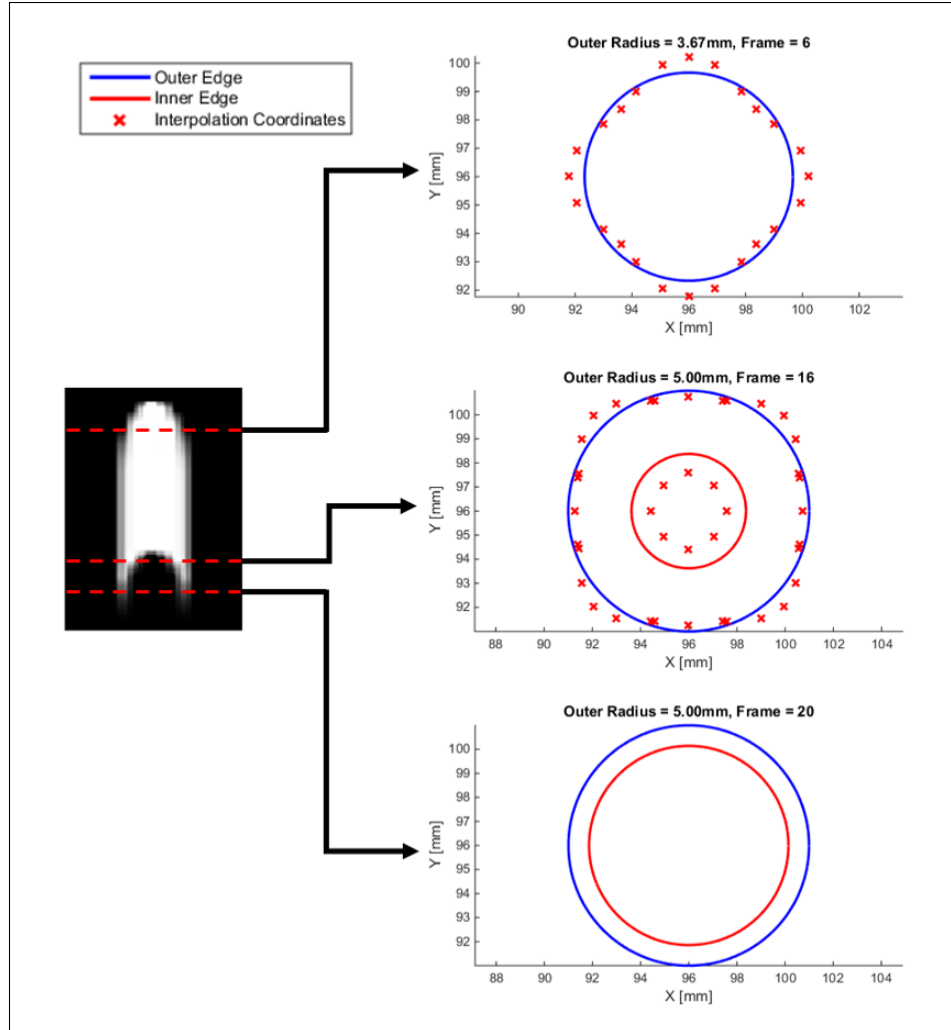 Outer Edge
Inner Edge
Interpolation Coordinates
Outer Radius = 3.67mm, Frame = 6
100
99
98
97
96
95
94
93
92
Y [mm]
90 92 94 96 98 100 102
X [mm]
Outer Radius = 5.00mm, Frame = 16
100
99
98
97
96
95
94
93
92
Y [mm]
88 90 92 94 96 98 100 102 104
X [mm]
Outer Radius = 5.00mm, Frame = 20
100
99
98
97
96
95
94
93
92
Y [mm]
88 90 92 94 96 98 100 102 104
X [mm]